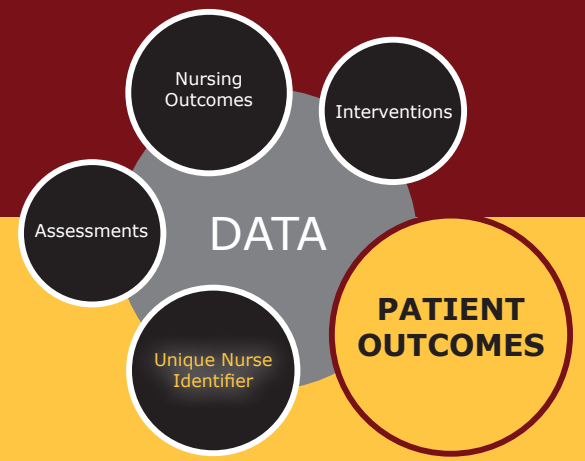 Nursing
Outcomes
Interventions
Assessments
DATA
Unique Nurse
Identifier
PATIENT
OUTCOMES